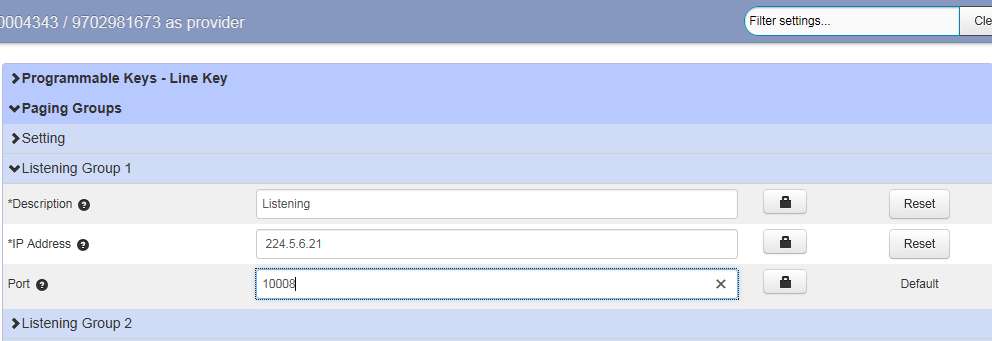 0004343 / 9702981673 as provider
Filter settings...
Cle
Programmable Keys - Line Key
Paging Groups
Setting
Listening Group 1
*Description ? Listening Reset
*IP Address ? 224.5.6.21 Reset
Port ? 10008 × Default
Listening Group 2